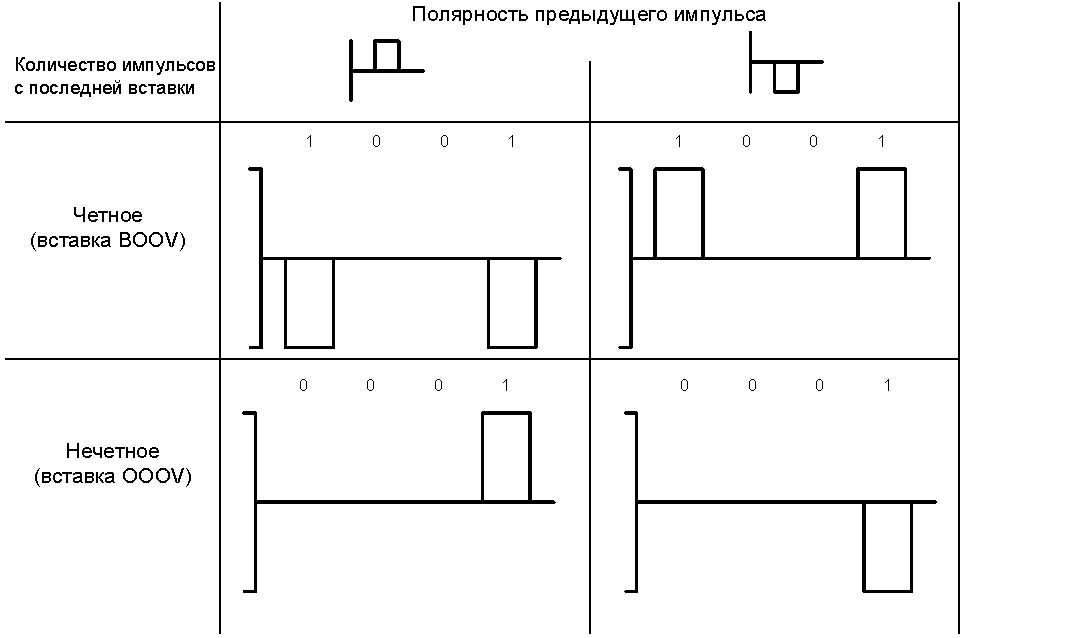 Полярность предыдущего импульса
Количество импульсов
с последней вставки
1 0 0 1
1 0 0 1
Четное
(вставка BOOV)
0 0 0 1
0 0 0 1
Нечетное
(вставка OOOV)